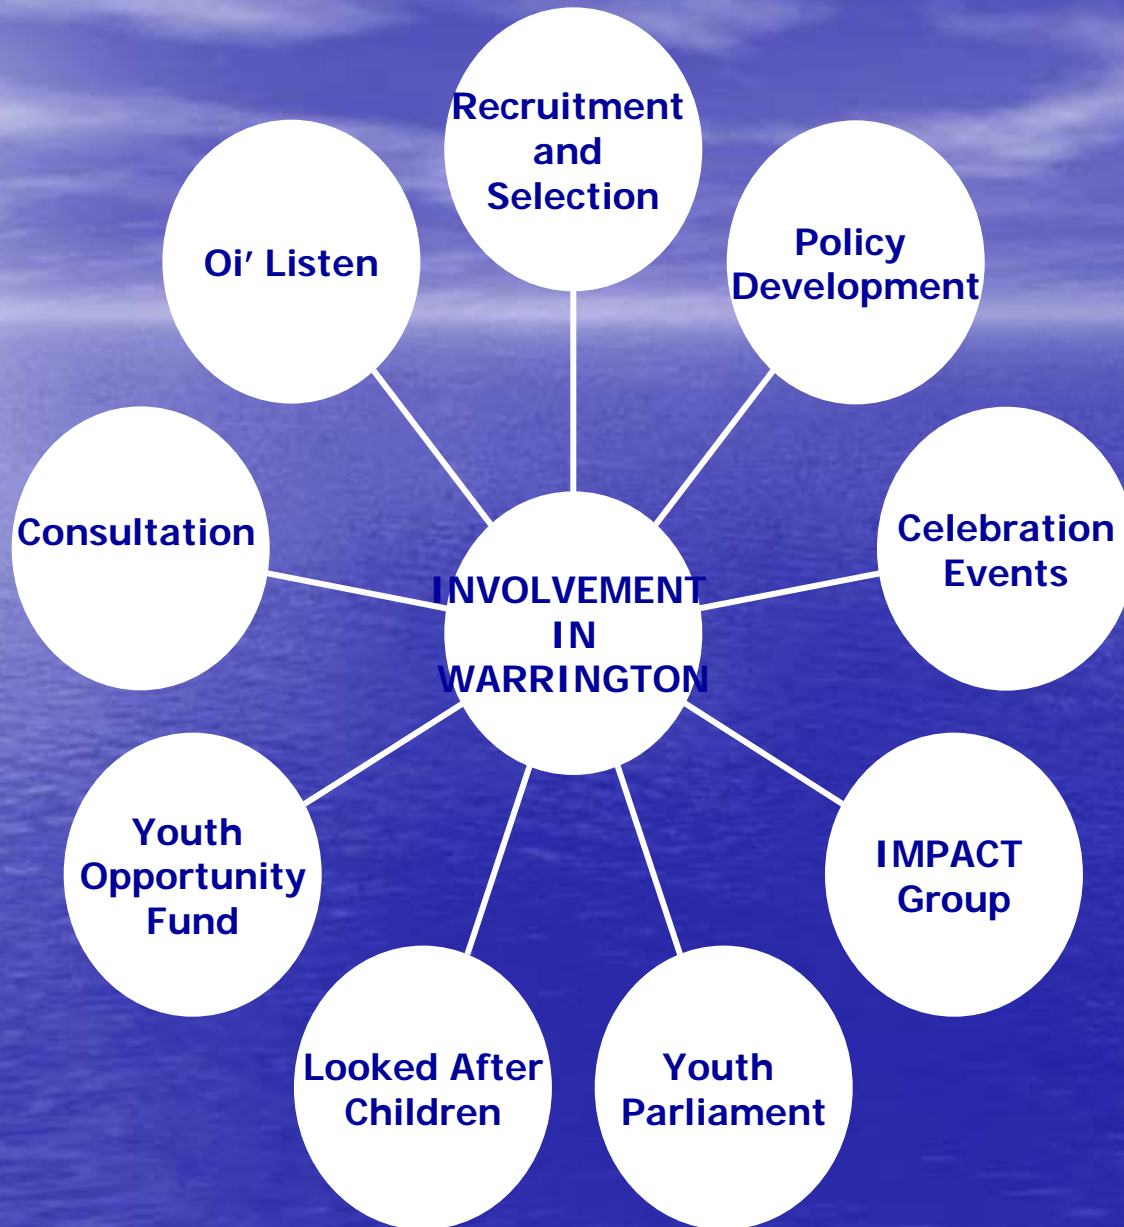 Recruitment
and
Selection
Oi' Listen
Policy
Development
Consultation
Celebration
Events
INVOLVEMENT
IN
WARRINGTON
Youth
Opportunity
Fund
IMPACT
Group
Looked After
Children
Youth
Parliament